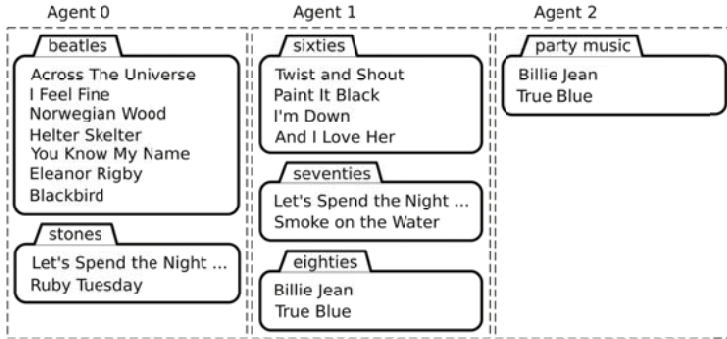 Agent 0
beatles
Across The Universe
I Feel Fine
Norwegian Wood
Helter Skelter
You Know My Name
Eleanor Rigby
Blackbird
stones
Let's Spend the Night ...
Ruby Tuesday
Agent 1
sixties
Twist and Shout
Paint It Black
I'm Down
And I Love Her
seventies
Let's Spend the Night ...
Smoke on the Water
eighties
Billie Jean
True Blue
Agent 2
party music
Billie Jean
True Blue